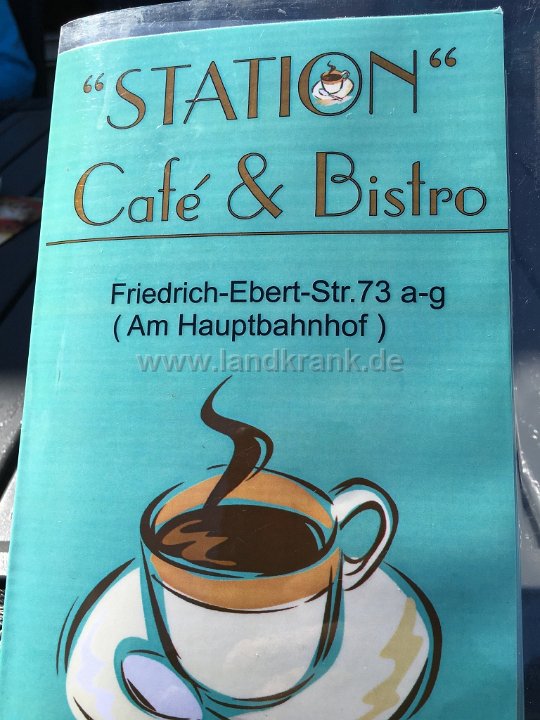 “STATION“
Café & Bistro
Friedrich-Ebert-Str.73 a-g
( Am Hauptbahnhof )
www.landkrank.de